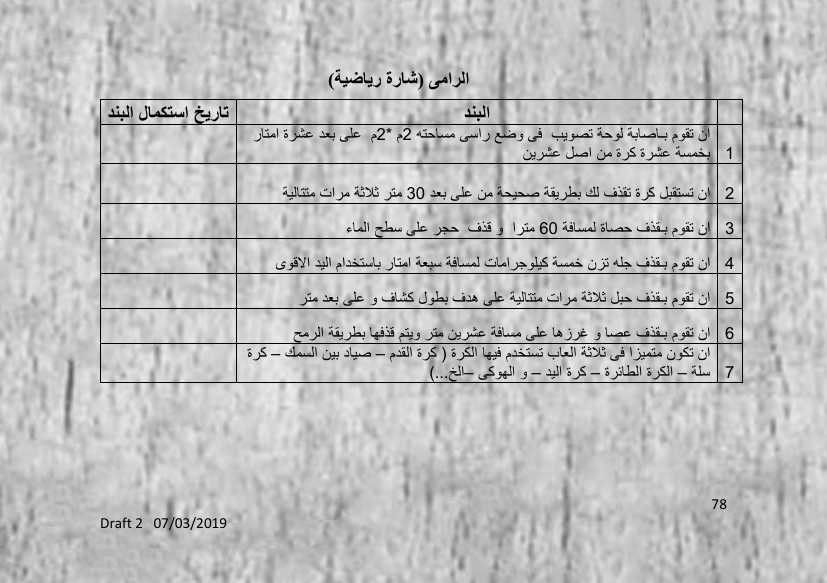 الرامى (شارة رياضية)
البند تاريخ استكمال البند
ان تقوم بـاصابة لوحة تصويب فى وضع راسى مساحته 2م *2م على بعد عشرة امتار
1 بخمسة عشرة كرة من اصل عشرين
2 ان تستقبل كرة تقذف لك بطريقة صحيحة من على بعد 30 متر ثلاثة مرات متتالية
3 ان تقوم بـقذف حصاة لمسافة 60 مترا و قذف حجر على سطح الماء
4 ان تقوم بـقذف جله تزن خمسة كيلوجرامات لمسافة سبعة امتار باستخدام اليد الاقوى
5 ان تقوم بـقذف حبل ثلاثة مرات متتالية على هدف بطول كشاف و على بعد متر
6 ان تقوم بـقذف عصا و غرزها على مسافة عشرين متر ويتم قذفها بطريقة الرمح
ان تكون متميزا فى ثلاثة العاب تستخدم فيها الكرة ( كرة القدم – صياد بين السمك – كرة
7 سلة – الكرة الطائرة – كرة اليد – و الهوكى –الخ...)
78
Draft 2 07/03/2019